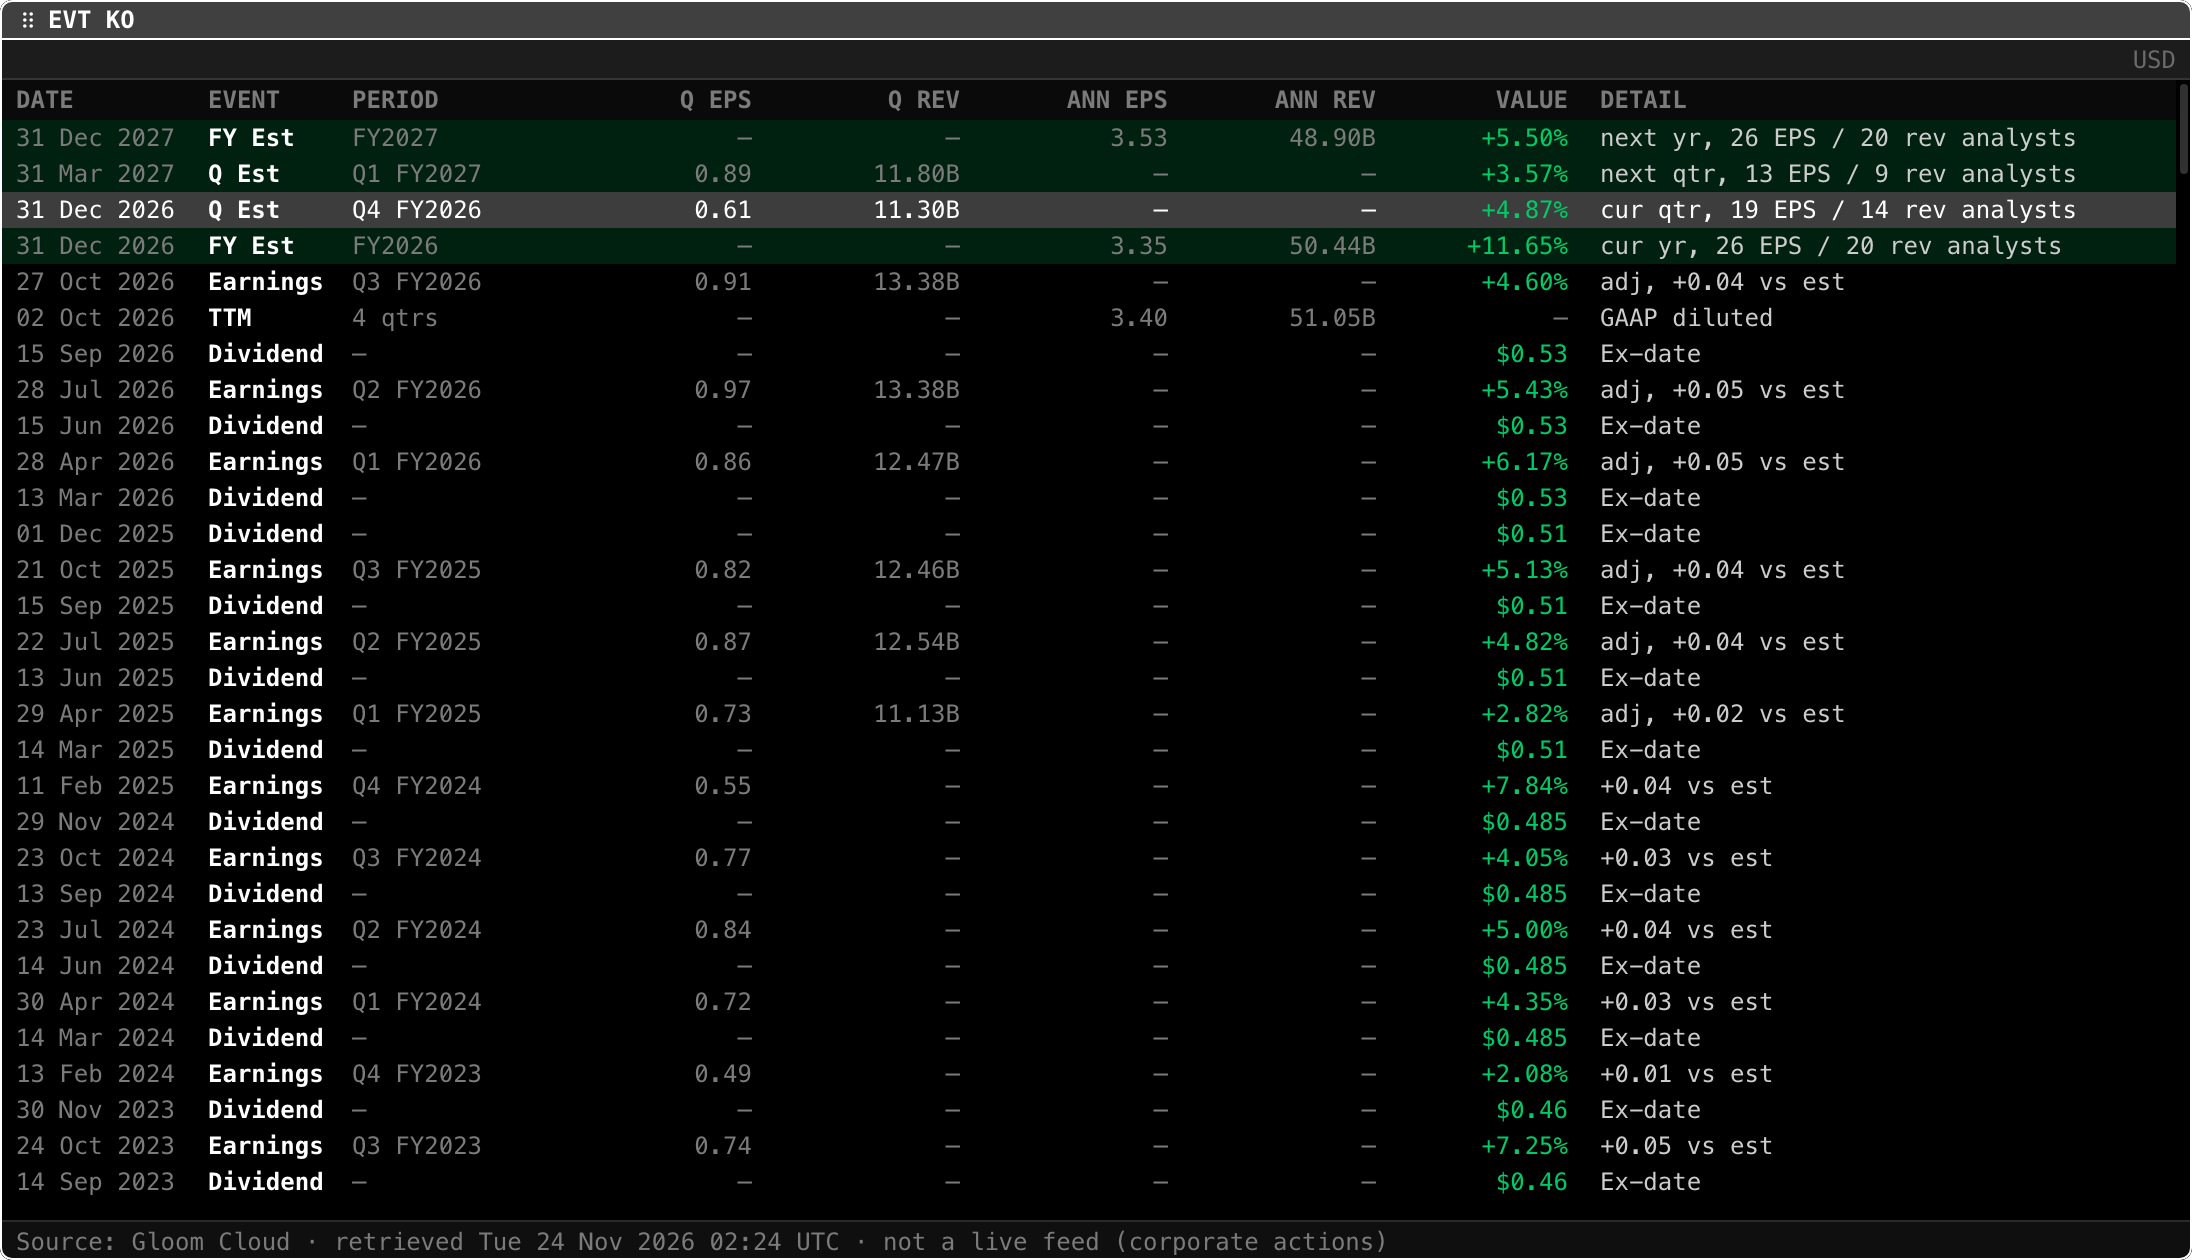 ⠿ EVT KO
USD
DATE EVENT PERIOD Q EPS Q REV ANN EPS ANN REV VALUE DETAIL
31 Dec 2027 FY Est FY2027 — — 3.53 48.90B +5.50% next yr, 26 EPS / 20 rev analysts
31 Mar 2027 Q Est Q1 FY2027 0.89 11.80B — — +3.57% next qtr, 13 EPS / 9 rev analysts
31 Dec 2026 Q Est Q4 FY2026 0.61 11.30B — — +4.87% cur qtr, 19 EPS / 14 rev analysts
31 Dec 2026 FY Est FY2026 — — 3.35 50.44B +11.65% cur yr, 26 EPS / 20 rev analysts
27 Oct 2026 Earnings Q3 FY2026 0.91 13.38B — — +4.60% adj, +0.04 vs est
02 Oct 2026 TTM 4 qtrs — — 3.40 51.05B — GAAP diluted
15 Sep 2026 Dividend — — — — — $0.53 Ex-date
28 Jul 2026 Earnings Q2 FY2026 0.97 13.38B — — +5.43% adj, +0.05 vs est
15 Jun 2026 Dividend — — — — — $0.53 Ex-date
28 Apr 2026 Earnings Q1 FY2026 0.86 12.47B — — +6.17% adj, +0.05 vs est
13 Mar 2026 Dividend — — — — — $0.53 Ex-date
01 Dec 2025 Dividend — — — — — $0.51 Ex-date
21 Oct 2025 Earnings Q3 FY2025 0.82 12.46B — — +5.13% adj, +0.04 vs est
15 Sep 2025 Dividend — — — — — $0.51 Ex-date
22 Jul 2025 Earnings Q2 FY2025 0.87 12.54B — — +4.82% adj, +0.04 vs est
13 Jun 2025 Dividend — — — — — $0.51 Ex-date
29 Apr 2025 Earnings Q1 FY2025 0.73 11.13B — — +2.82% adj, +0.02 vs est
14 Mar 2025 Dividend — — — — — $0.51 Ex-date
11 Feb 2025 Earnings Q4 FY2024 0.55 — — — +7.84% +0.04 vs est
29 Nov 2024 Dividend — — — — — $0.485 Ex-date
23 Oct 2024 Earnings Q3 FY2024 0.77 — — — +4.05% +0.03 vs est
13 Sep 2024 Dividend — — — — — $0.485 Ex-date
23 Jul 2024 Earnings Q2 FY2024 0.84 — — — +5.00% +0.04 vs est
14 Jun 2024 Dividend — — — — — $0.485 Ex-date
30 Apr 2024 Earnings Q1 FY2024 0.72 — — — +4.35% +0.03 vs est
14 Mar 2024 Dividend — — — — — $0.485 Ex-date
13 Feb 2024 Earnings Q4 FY2023 0.49 — — — +2.08% +0.01 vs est
30 Nov 2023 Dividend — — — — — $0.46 Ex-date
24 Oct 2023 Earnings Q3 FY2023 0.74 — — — +7.25% +0.05 vs est
14 Sep 2023 Dividend — — — — — $0.46 Ex-date
Source: Gloom Cloud · retrieved Tue 24 Nov 2026 02:24 UTC · not a live feed (corporate actions)